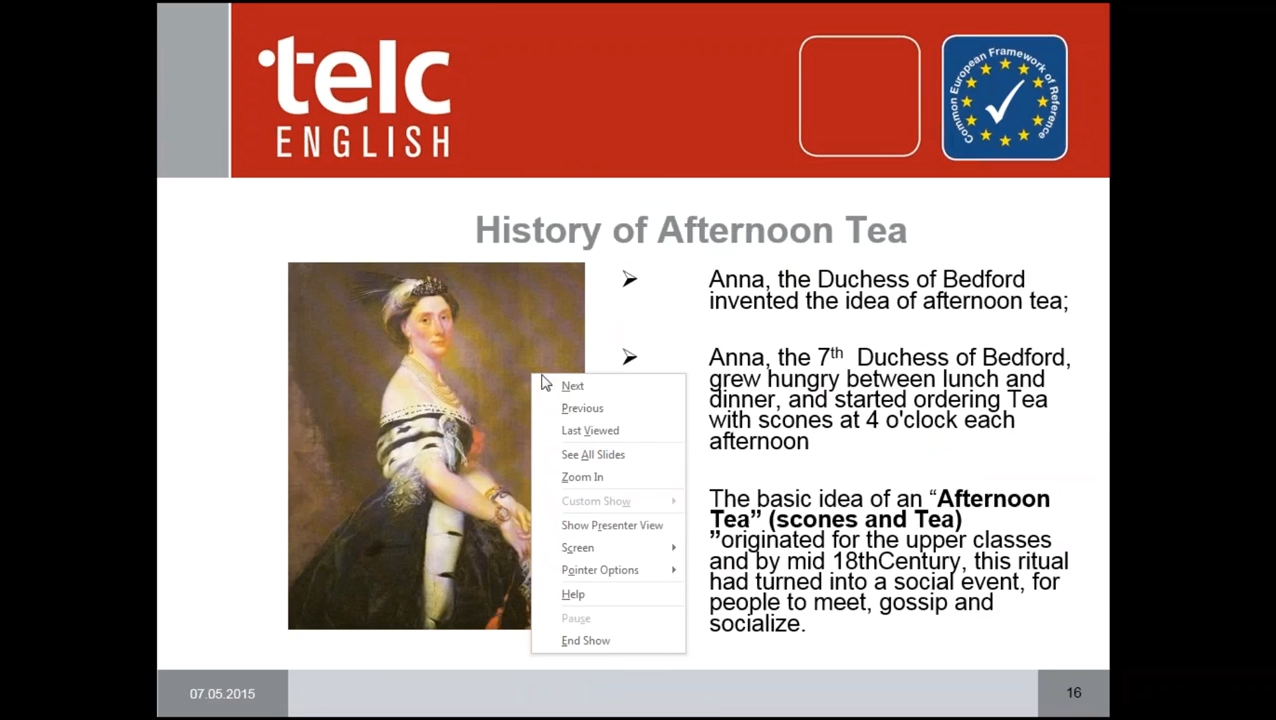 telc
ENGLISH
Common European Framework of Reference
History of Afternoon Tea
Anna, the Duchess of Bedford
invented the idea of afternoon tea;
Anna, the 7th Duchess of Bedford,
grew hungry between lunch and
dinner, and started ordering Tea
with scones at 4 o'clock each
afternoon
The basic idea of an “Afternoon
Tea” (scones and Tea)
”originated for the upper classes
and by mid 18thCentury, this ritual
had turned into a social event, for
people to meet, gossip and
socialize.
Next
Previous
Last Viewed
See All Slides
Zoom In
Custom Show
Show Presenter View
Screen
Pointer Options
Help
Pause
End Show
07.05.2015
16